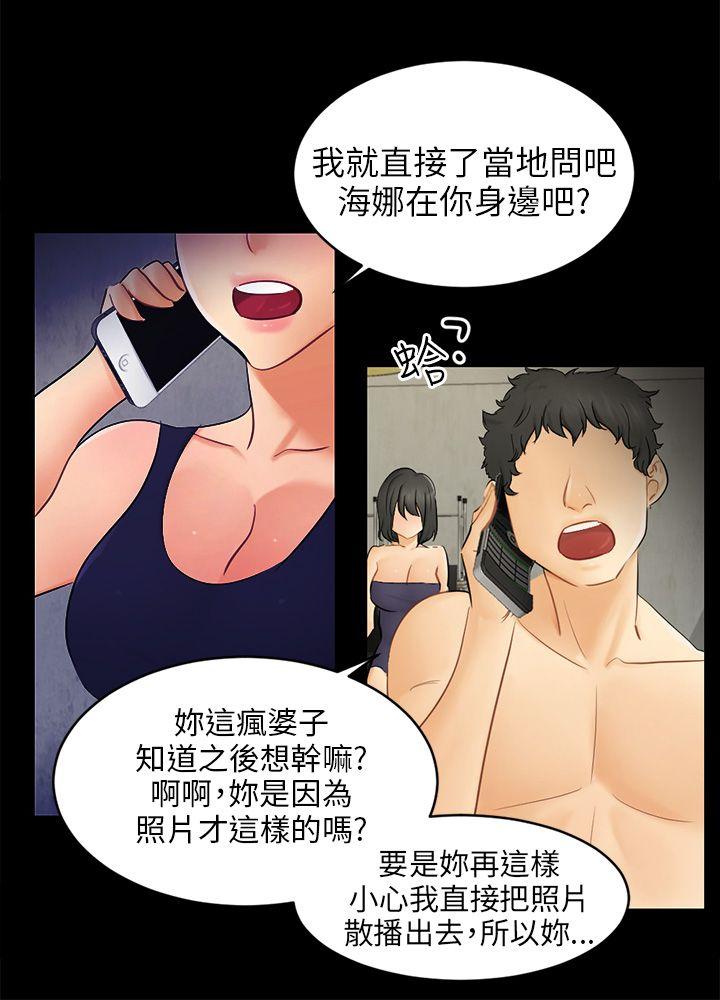 我就直接了當地問吧
海娜在你身邊吧?
蛤?
妳這瘋婆子
知道之後想幹嘛?
啊啊,妳是因為
照片才這樣的嗎?
要是妳再這樣
小心我直接把照片
散播出去,所以妳...